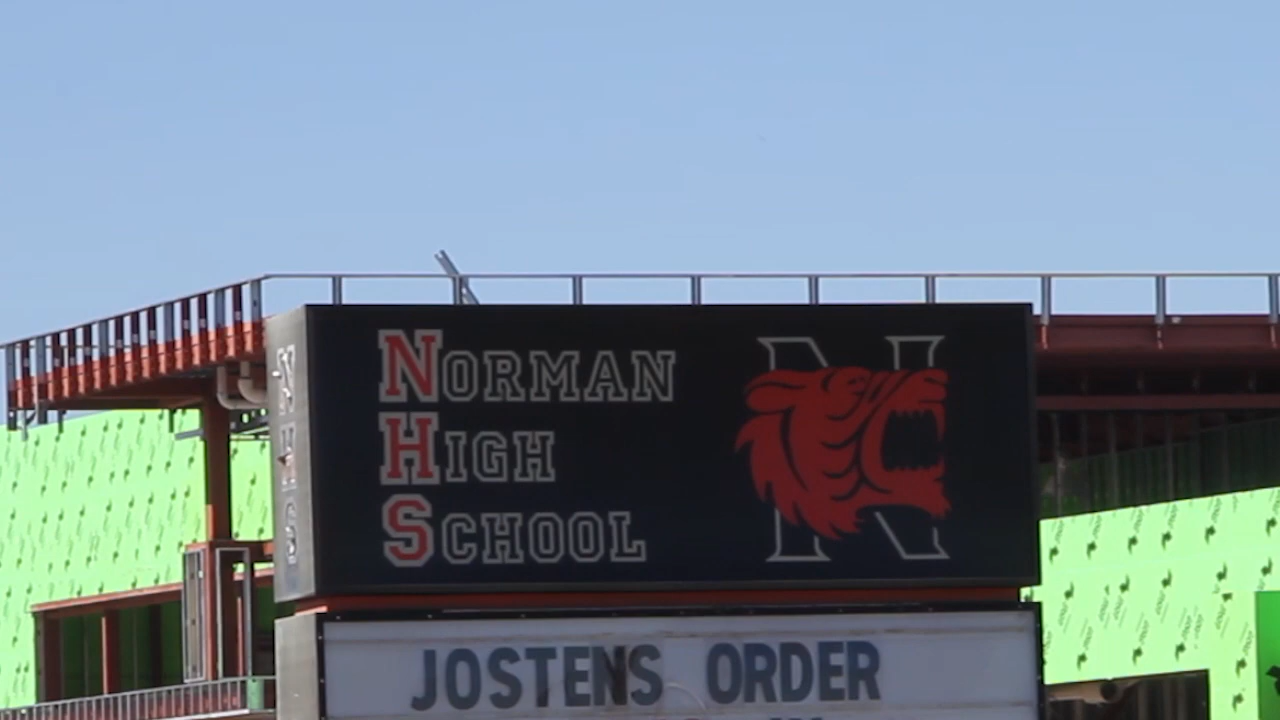 NORMAN
HIGH
SCHOOL
N
N
H
S
JOSTENS ORDER